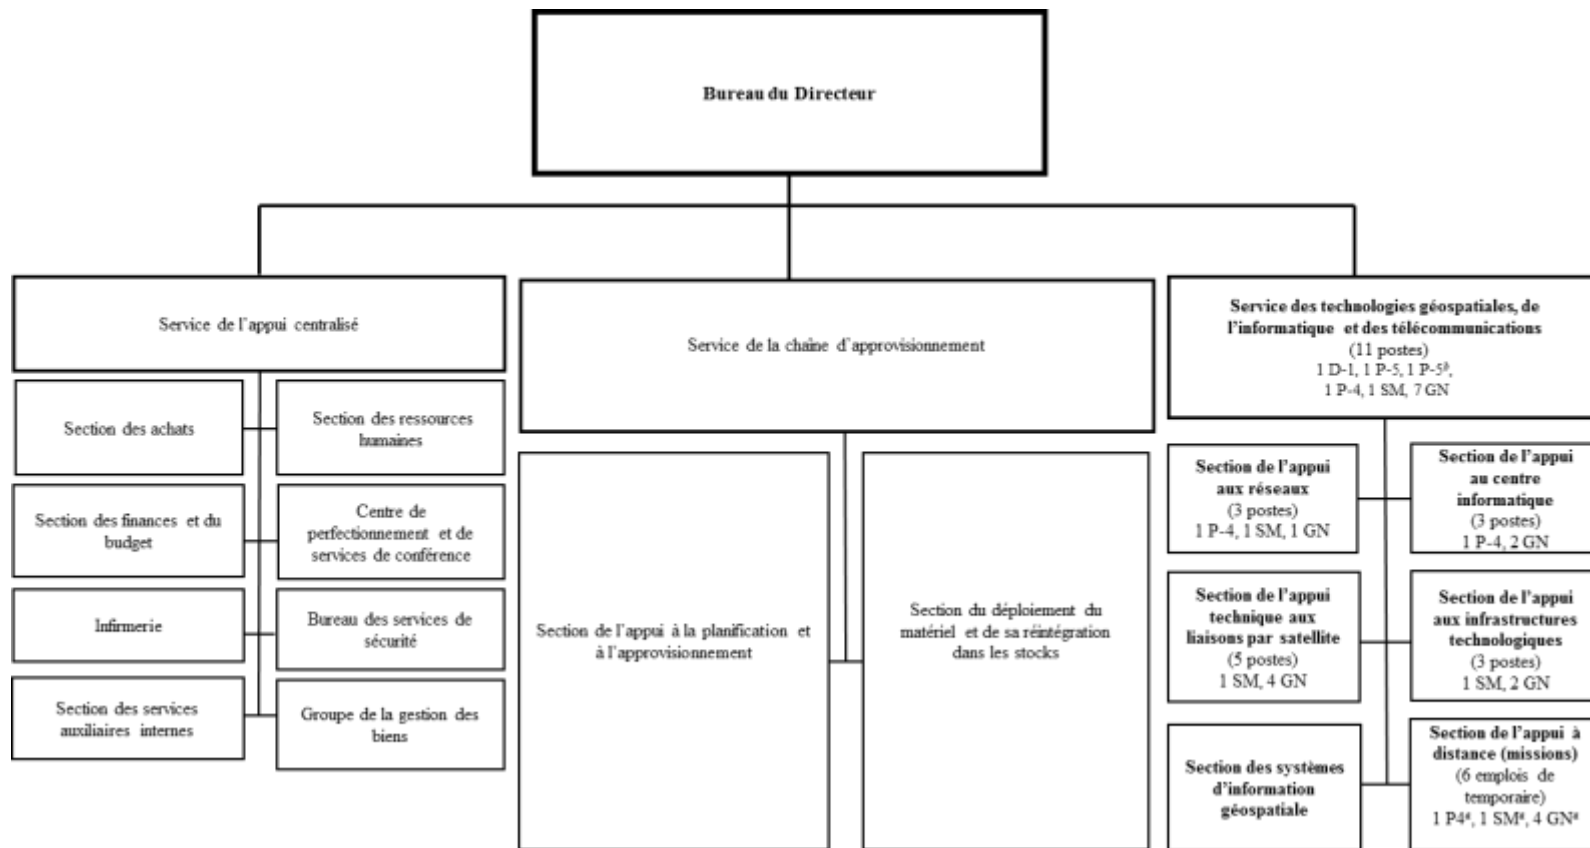 Bureau du Directeur
Service de l'appui centralisé
Section des achats
Section des ressources
humaines
Section des finances et du
budget
Centre de
perfectionnement et de
services de conférence
Infirmerie
Bureau des services de
sécurité
Section des services
auxiliaires internes
Groupe de la gestion des
biens
Service de la chaîne d'approvisionnement
Section de l'appui à la planification et
à l'approvisionnement
Section du déploiement du
matériel et de sa réintégration
dans les stocks
Service des technologies géospatiales, de
l'informatique et des télécommunications
(11 postes)
1 D-1, 1 P-5, 1 P-5ᵇ,
1 P-4, 1 SM, 7 GN
Section de l'appui
aux réseaux
(3 postes)
1 P-4, 1 SM, 1 GN
Section de l'appui
au centre
informatique
(3 postes)
1 P-4, 2 GN
Section de l'appui
technique aux
liaisons par satellite
(5 postes)
1 SM, 4 GN
Section de l'appui
aux infrastructures
technologiques
(3 postes)
1 SM, 2 GN
Section des systèmes
d'information
géospatiale
Section de l'appui à
distance (missions)
(6 emplois de
temporaire)
1 P4ᵃ, 1 SMᵃ, 4 GNᵃ